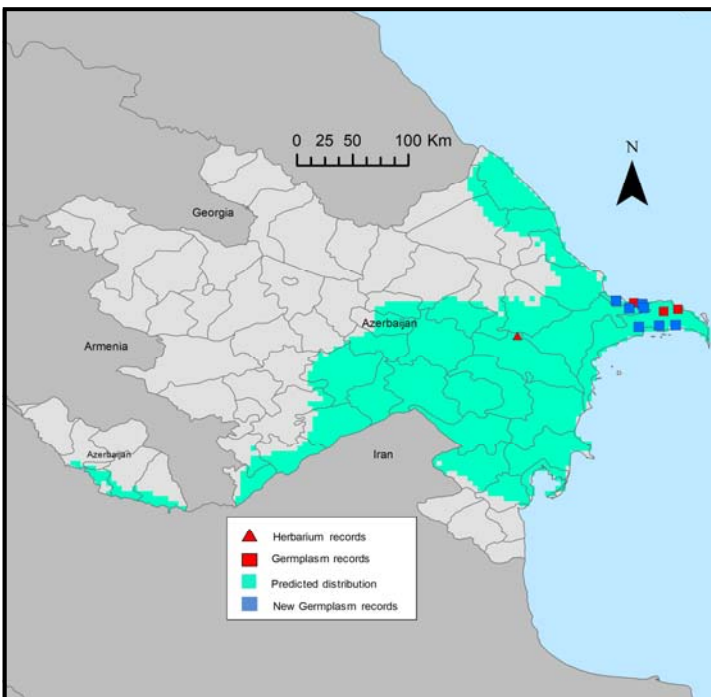 0 25 50 100 Km
N
Georgia
Azerbaijan
Armenia
Azerbaijan
Iran
Herbarium records
Germplasm records
Predicted distribution
New Germplasm records